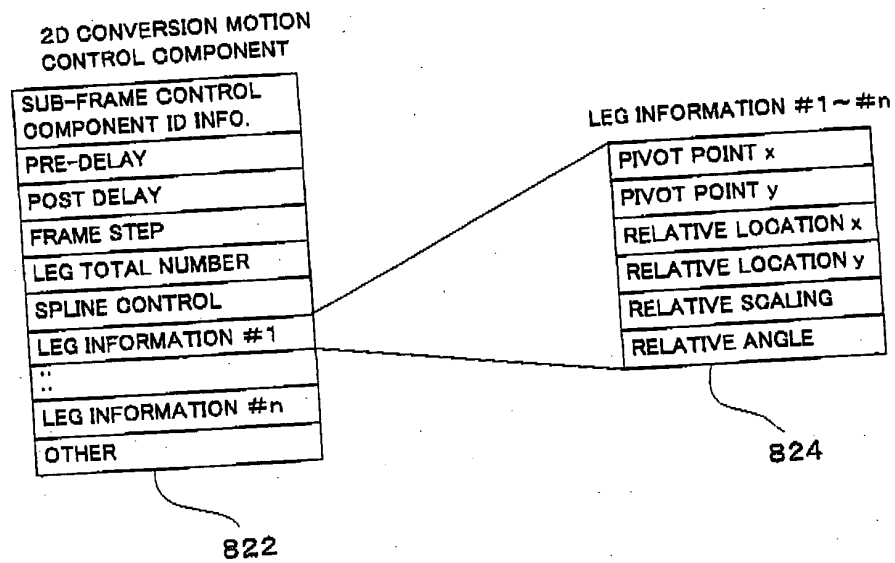 2D CONVERSION MOTION
CONTROL COMPONENT
SUB-FRAME CONTROL
COMPONENT ID INFO.
PRE-DELAY
POST DELAY
FRAME STEP
LEG TOTAL NUMBER
SPLINE CONTROL
LEG INFORMATION #1
::
LEG INFORMATION #n
OTHER
822
LEG INFORMATION #1~#n
PIVOT POINT x
PIVOT POINT y
RELATIVE LOCATION x
RELATIVE LOCATION y
RELATIVE SCALING
RELATIVE ANGLE
824